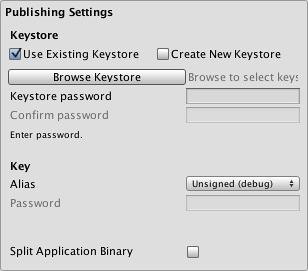 Publishing Settings
Keystore
Use Existing Keystore Create New Keystore
Browse Keystore Browse to select keys
Keystore password
Confirm password
Enter password.
Key
Alias Unsigned (debug)
Password
Split Application Binary